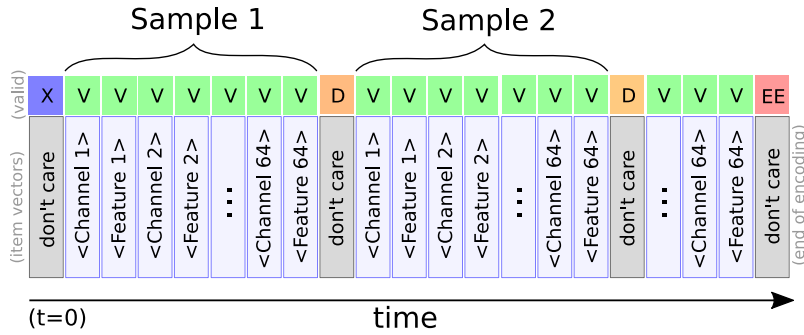 Sample 1 Sample 2
(valid) X V V V V V V V D V V V V V V V D V V V EE
(item vectors) don't care <Channel 1> <Feature 1> <Channel 2> <Feature 2> ... <Channel 64> <Feature 64> don't care <Channel 1> <Feature 1> <Channel 2> <Feature 2> ... <Channel 64> <Feature 64> don't care ... <Channel 64> <Feature 64> don't care (end of encoding)
(t=0) time